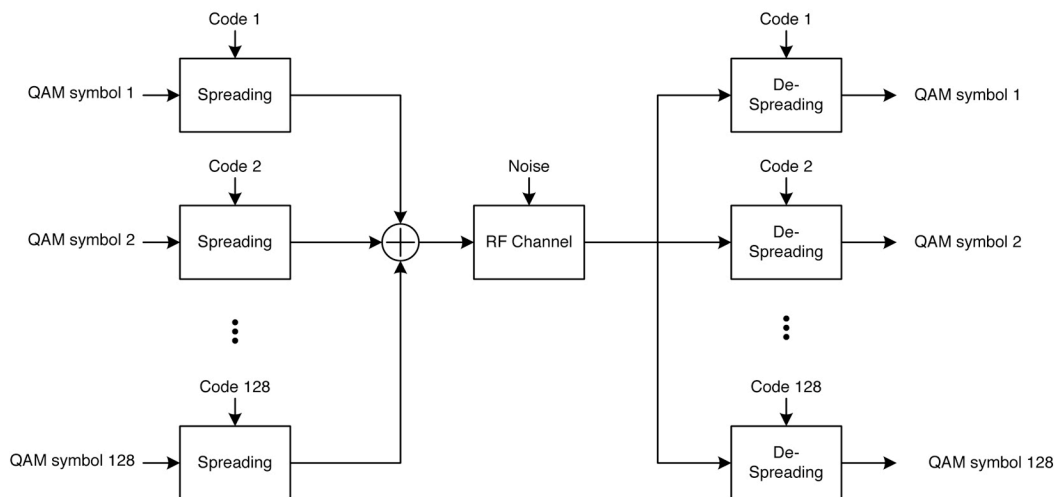 Code 1
QAM symbol 1
Spreading
Code 1
De-
Spreading
QAM symbol 1
Code 2
QAM symbol 2
Spreading
Noise
RF Channel
Code 2
De-
Spreading
QAM symbol 2
Code 128
QAM symbol 128
Spreading
Code 128
De-
Spreading
QAM symbol 128